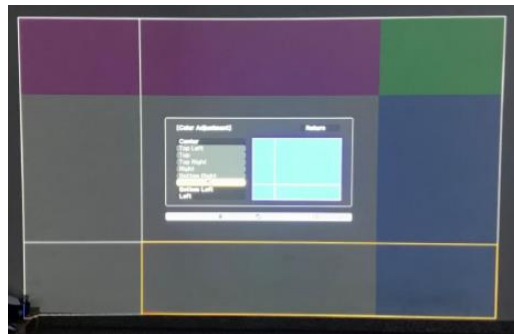 [Color Adjustment]
Return
Center
Top Left
Top
Top Right
Right
Bottom Right
Bottom Left
Left